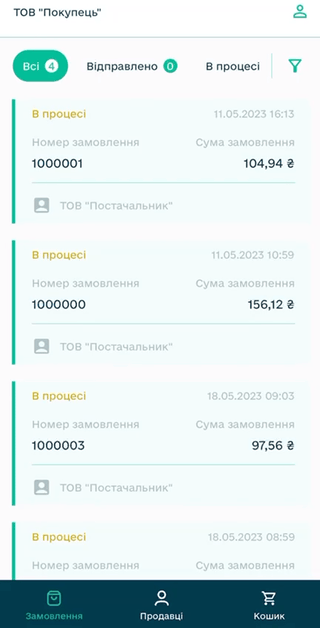 ТОВ "Покупець"
Всі 4 Відправлено 0 В процесі
В процесі 11.05.2023 16:13
Номер замовлення Сума замовлення
1000001 104,94 ₴
ТОВ "Постачальник"
В процесі 11.05.2023 10:59
Номер замовлення Сума замовлення
1000000 156,12 ₴
ТОВ "Постачальник"
В процесі 18.05.2023 09:03
Номер замовлення Сума замовлення
1000003 97,56 ₴
ТОВ "Постачальник"
В процесі 18.05.2023 08:59
Номер замовлення Сума замовлення
Замовлення Продавці Кошик